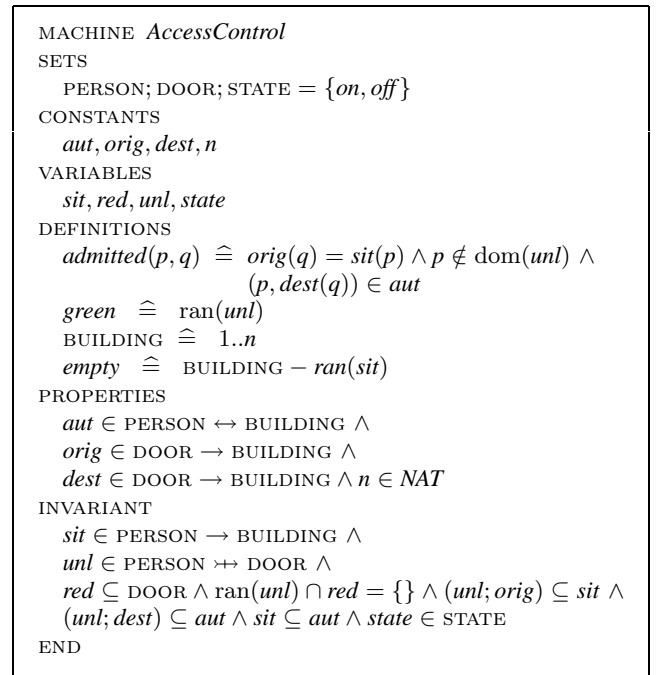 MACHINE AccessControl
SETS
PERSON; DOOR; STATE = {on, off}
CONSTANTS
aut, orig, dest, n
VARIABLES
sit, red, unl, state
DEFINITIONS
admitted(p, q) ≙ orig(q) = sit(p) ∧ p ∉ dom(unl) ∧
(p, dest(q)) ∈ aut
green ≙ ran(unl)
BUILDING ≙ 1..n
empty ≙ BUILDING − ran(sit)
PROPERTIES
aut ∈ PERSON ↔ BUILDING ∧
orig ∈ DOOR → BUILDING ∧
dest ∈ DOOR → BUILDING ∧ n ∈ NAT
INVARIANT
sit ∈ PERSON → BUILDING ∧
unl ∈ PERSON ⤔ DOOR ∧
red ⊆ DOOR ∧ ran(unl) ∩ red = {} ∧ (unl; orig) ⊆ sit ∧
(unl; dest) ⊆ aut ∧ sit ⊆ aut ∧ state ∈ STATE
END